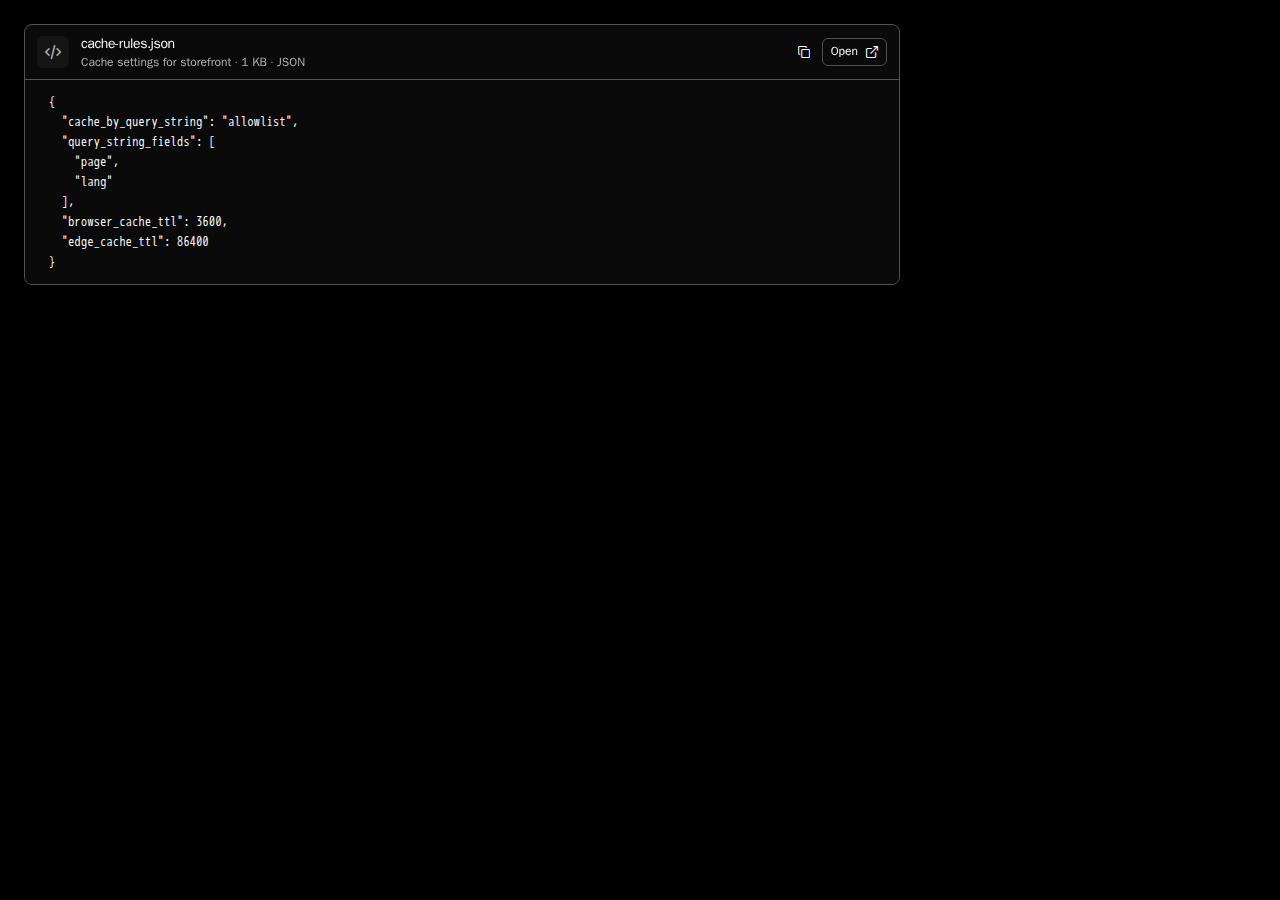 cache-rules.json
Cache settings for storefront · 1 KB · JSON
Open
{
  "cache_by_query_string": "allowlist",
  "query_string_fields": [
    "page",
    "lang"
  ],
  "browser_cache_ttl": 3600,
  "edge_cache_ttl": 86400
}